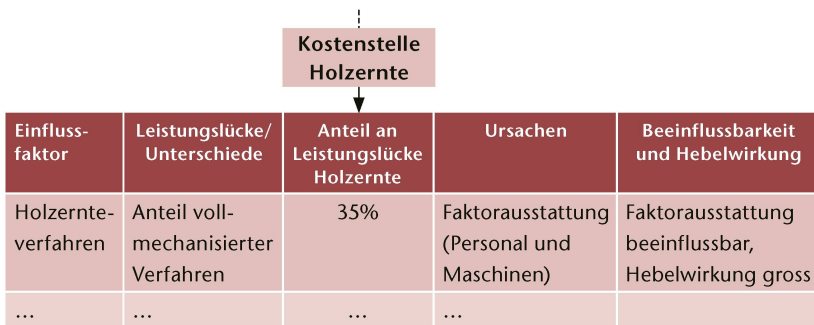 Kostenstelle
Holzernte
Einfluss-
faktor
Leistungslücke/
Unterschiede
Anteil an
Leistungslücke
Holzernte
Ursachen
Beeinflussbarkeit
und Hebelwirkung
Holzernte-
verfahren
Anteil voll-
mechanisierter
Verfahren
35%
Faktorausstattung
(Personal und
Maschinen)
Faktorausstattung
beeinflussbar,
Hebelwirkung gross
...
...
...
...